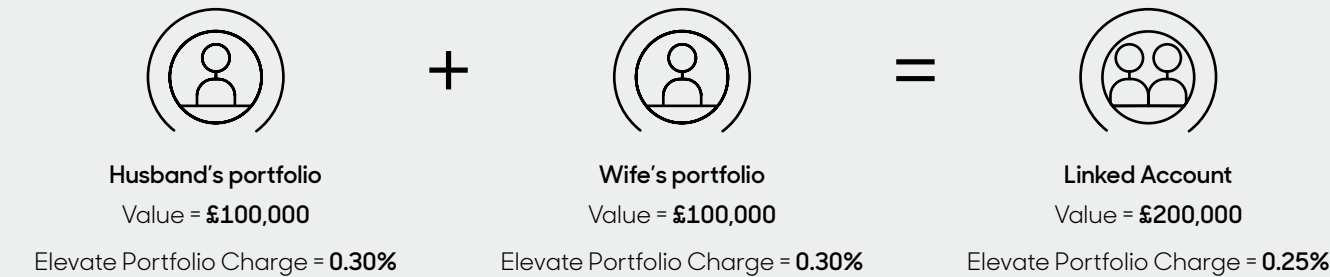 +
=
Husband's portfolio
Wife's portfolio
Linked Account
Value = £100,000
Value = £100,000
Value = £200,000
Elevate Portfolio Charge = 0.30%
Elevate Portfolio Charge = 0.30%
Elevate Portfolio Charge = 0.25%